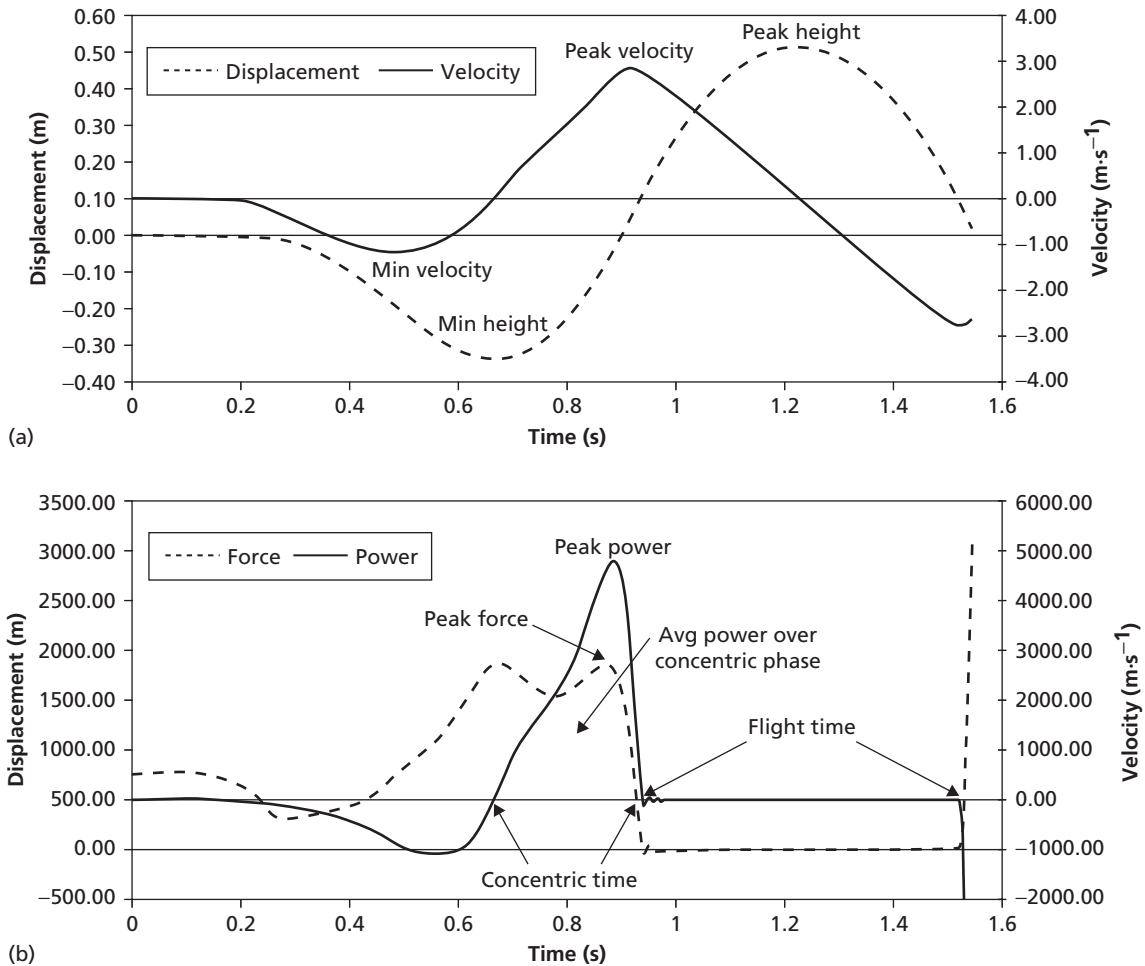 0.60
0.50
0.40
0.30
0.20
0.10
0.00
−0.10
−0.20
−0.30
−0.40
Displacement (m)
Displacement Velocity
Peak velocity
Peak height
Min velocity
Min height
4.00
3.00
2.00
1.00
0.00
−1.00
−2.00
−3.00
−4.00
Velocity (m·s−1)
0 0.2 0.4 0.6 0.8 1 1.2 1.4 1.6
Time (s)
(a)
3500.00
3000.00
2500.00
2000.00
1500.00
1000.00
500.00
0.00
−500.00
Displacement (m)
Force Power
Peak power
Peak force
Avg power over
concentric phase
Flight time
Concentric time
6000.00
5000.00
4000.00
3000.00
2000.00
1000.00
0.00
−1000.00
−2000.00
Velocity (m·s−1)
0 0.2 0.4 0.6 0.8 1 1.2 1.4 1.6
Time (s)
(b)